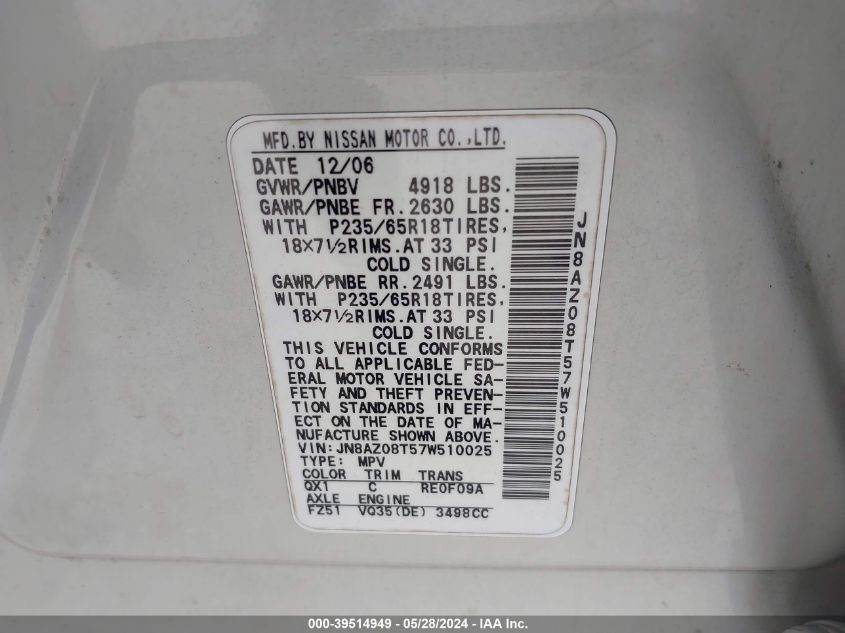 MFD.BY NISSAN MOTOR CO.,LTD.
DATE 12/06
GVWR/PNBV 4918 LBS.
GAWR/PNBE FR. 2630 LBS.
WITH P235/65R18TIRES,
18X7½RIMS.AT 33 PSI
COLD SINGLE.
GAWR/PNBE RR. 2491 LBS.
WITH P235/65R18TIRES,
18X7½RIMS.AT 33 PSI
COLD SINGLE.
THIS VEHICLE CONFORMS
TO ALL APPLICABLE FED-
ERAL MOTOR VEHICLE SA-
FETY AND THEFT PREVEN-
TION STANDARDS IN EFF-
ECT ON THE DATE OF MA-
NUFACTURE SHOWN ABOVE.
VIN:JN8AZ08T57W510025
TYPE: MPV
COLOR TRIM TRANS
QX1 C RE0F09A
AXLE ENGINE
FZ51 VQ35(DE) 3498CC
JN8AZ08T57W510025
000-39514949 - 05/28/2024 - IAA Inc.